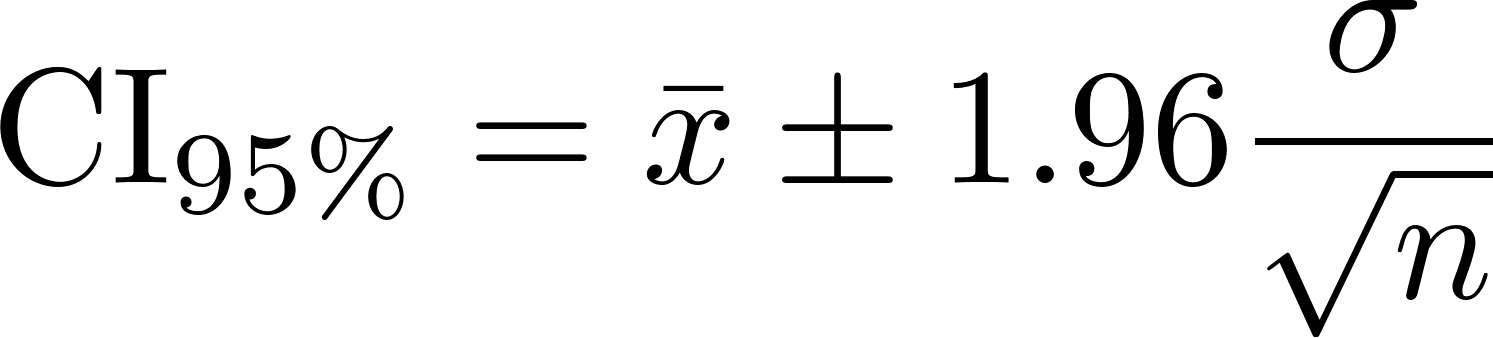 CI₉₅% = x̄ ± 1.96 σ/√n